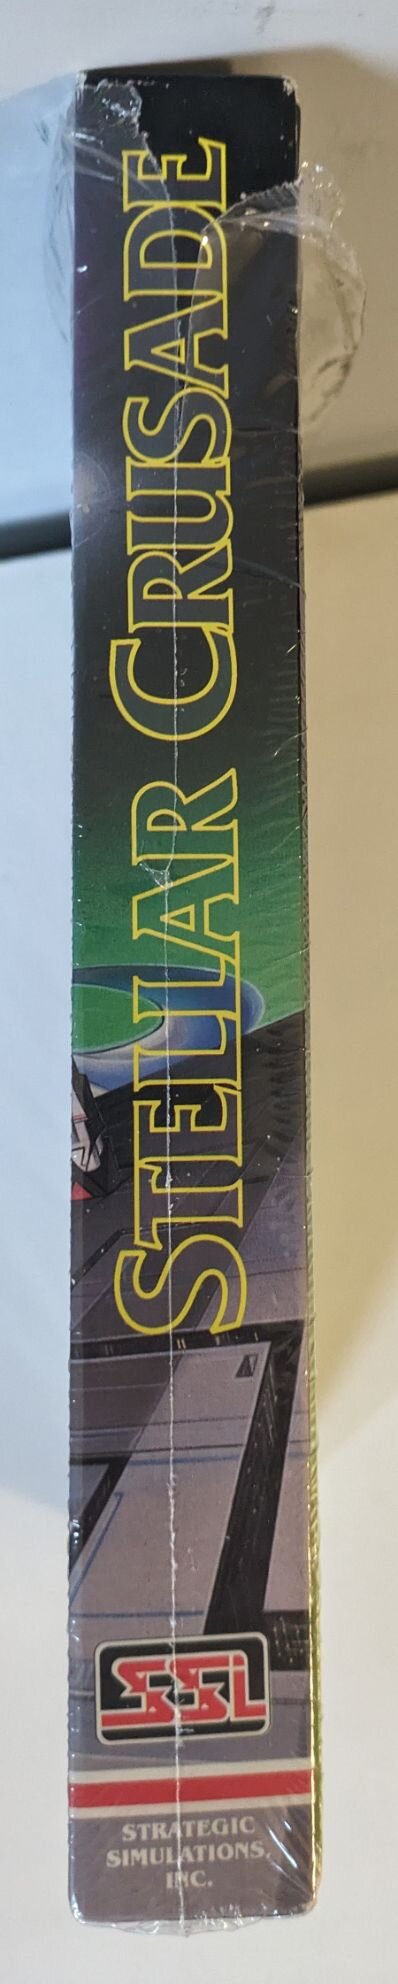 STELLAR CRUSADE
SSI
STRATEGIC
SIMULATIONS,
INC.